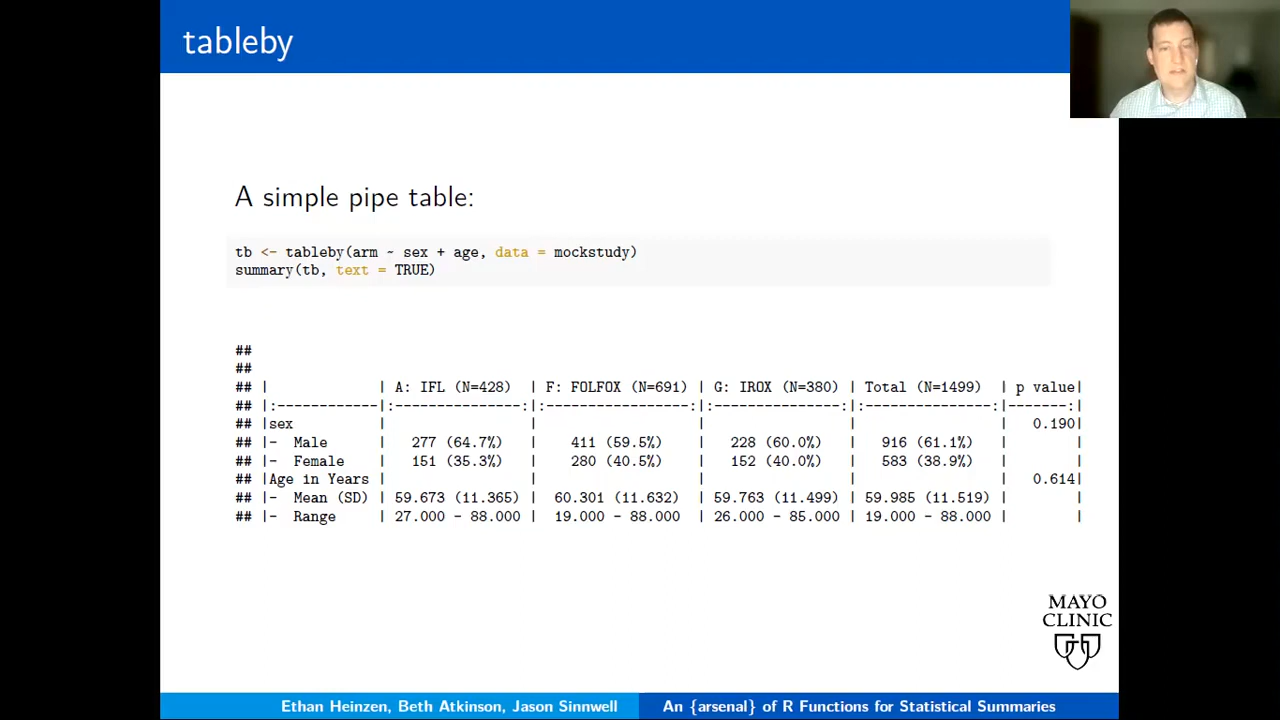 tableby
A simple pipe table:
tb <- tableby(arm ~ sex + age, data = mockstudy)
summary(tb, text = TRUE)
##
##
## |             | A: IFL (N=428)  | F: FOLFOX (N=691) | G: IROX (N=380) | Total (N=1499)  | p value|
## |:------------|:---------------:|:-----------------:|:---------------:|:---------------:|-------:|
## |sex          |                 |                   |                 |                 |   0.190|
## |-  Male      |   277 (64.7%)   |    411 (59.5%)    |   228 (60.0%)   |   916 (61.1%)   |        |
## |-  Female    |   151 (35.3%)   |    280 (40.5%)    |   152 (40.0%)   |   583 (38.9%)   |        |
## |Age in Years |                 |                   |                 |                 |   0.614|
## |-  Mean (SD) | 59.673 (11.365) |  60.301 (11.632)  | 59.763 (11.499) | 59.985 (11.519) |        |
## |-  Range     | 27.000 - 88.000 |  19.000 - 88.000  | 26.000 - 85.000 | 19.000 - 88.000 |        |
MAYO
CLINIC
Ethan Heinzen, Beth Atkinson, Jason Sinnwell
An {arsenal} of R Functions for Statistical Summaries